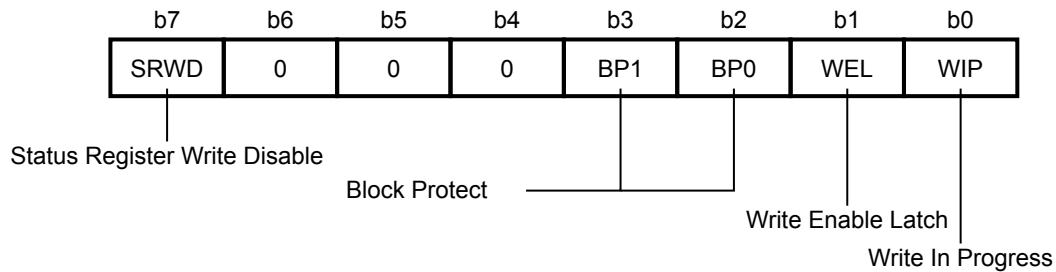 b7 b6 b5 b4 b3 b2 b1 b0
SRWD 0 0 0 BP1 BP0 WEL WIP
Status Register Write Disable
Block Protect
Write Enable Latch
Write In Progress